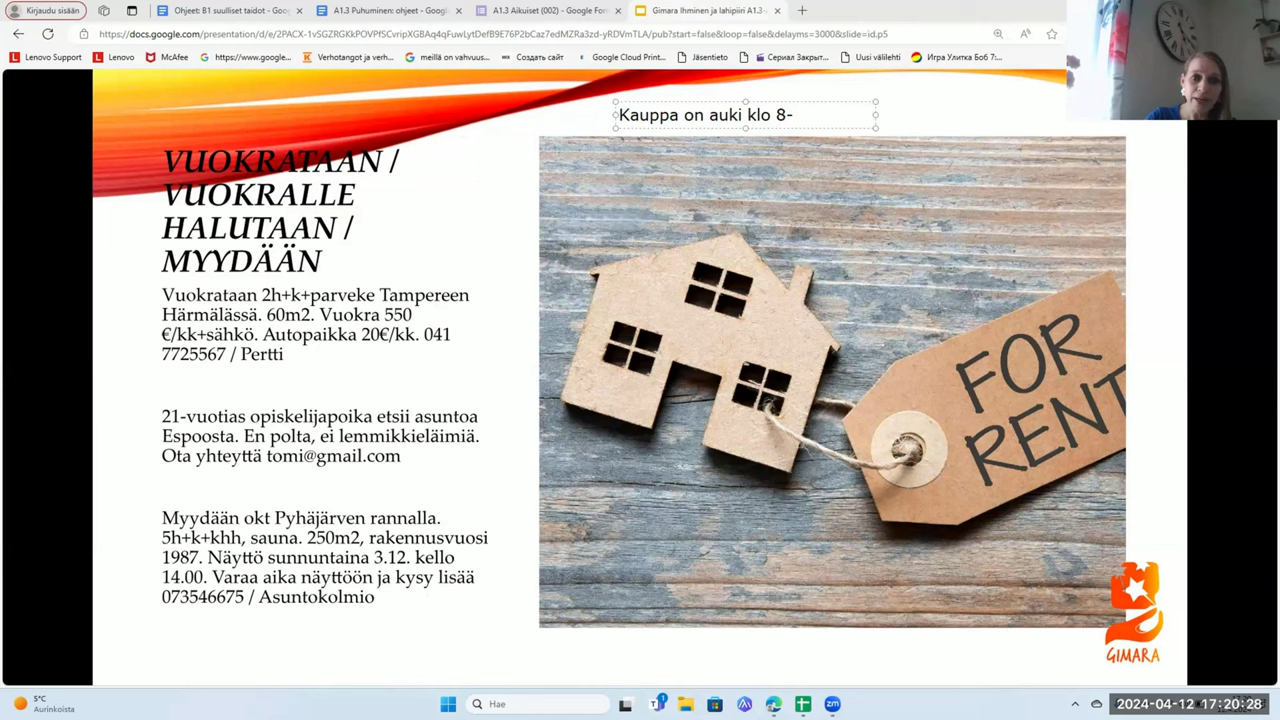 Kirjaudu sisään
Ohjeet: B1 suulliset taidot - Goo
A1.3 Puhuminen: ohjeet - Googl
A1.3 Aikuiset (002) - Google For
Gimara Ihminen ja lahipiiri A1.3
https://docs.google.com/presentation/d/e/2PACX-1vSGZRGKkPOVPfSCvripXGBAq4qFuwLytDefB9E76P2bCaz7edMZRa3zd-yRDVmTLA/pub?start=false&loop=false&delayms=3000&slide=id.p5
Lenovo Support
Lenovo
McAfee
https://www.google...
Verhotangot ja verh...
meillä on vahvuus...
Создать сайт
Google Cloud Print...
Jäsentieto
Сериал Закрыт...
Uusi välilehti
Игра Улитка Боб 7:...
Kauppa on auki klo 8-
VUOKRATAAN /
VUOKRALLE
HALUTAAN /
MYYDÄÄN
Vuokrataan 2h+k+parveke Tampereen
Härmälässä. 60m2. Vuokra 550
€/kk+sähkö. Autopaikka 20€/kk. 041
7725567 / Pertti
21-vuotias opiskelijapoika etsii asuntoa
Espoosta. En polta, ei lemmikkieläimiä.
Ota yhteyttä tomi@gmail.com
Myydään okt Pyhäjärven rannalla.
5h+k+khh, sauna. 250m2, rakennusvuosi
1987. Näyttö sunnuntaina 3.12. kello
14.00. Varaa aika näyttöön ja kysy lisää
073546675 / Asuntokolmio
FOR
RENT
GIMARA
5°C
Aurinkoista
Hae
2024-04-12 17:20:28